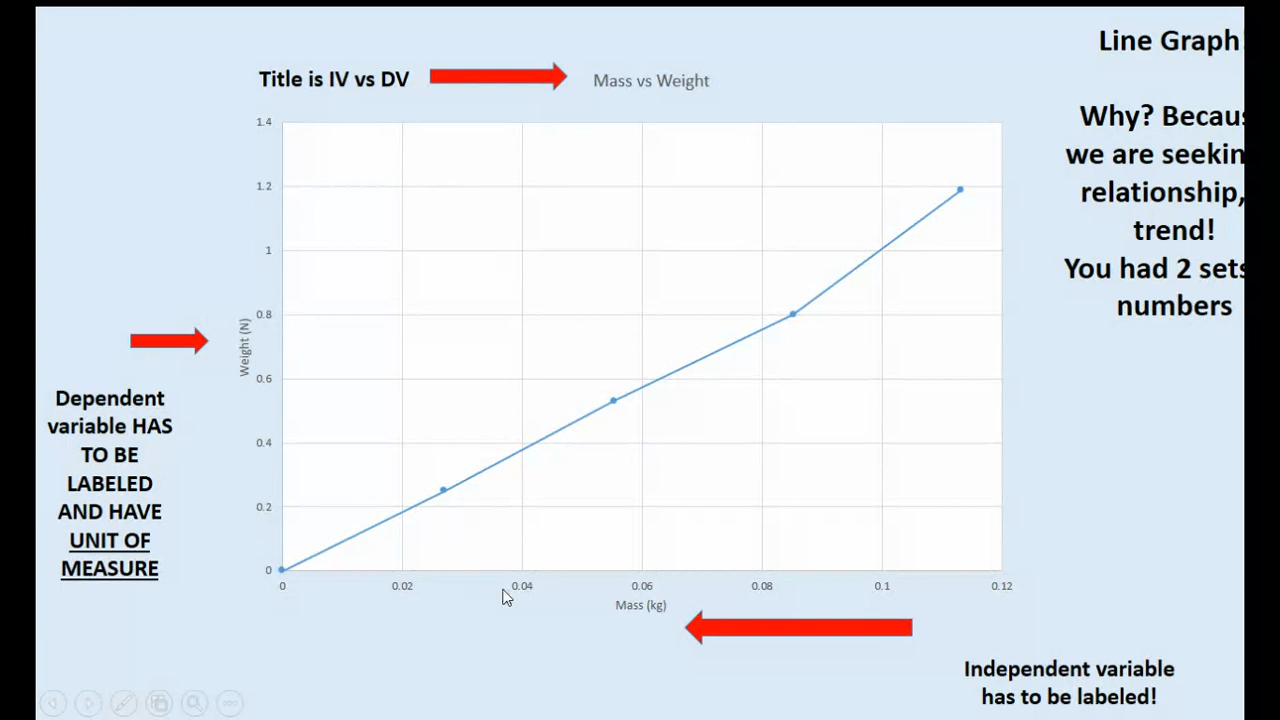 Line Graph!
Title is IV vs DV
Mass vs Weight
Why? Becaus
we are seekin
relationship,
trend!
You had 2 sets
numbers
1.4
1.2
1
0.8
0.6
0.4
0.2
0
Weight (N)
Dependent
variable HAS
TO BE
LABELED
AND HAVE
UNIT OF
MEASURE
0 0.02 0.04 0.06 0.08 0.1 0.12
Mass (kg)
Independent variable
has to be labeled!